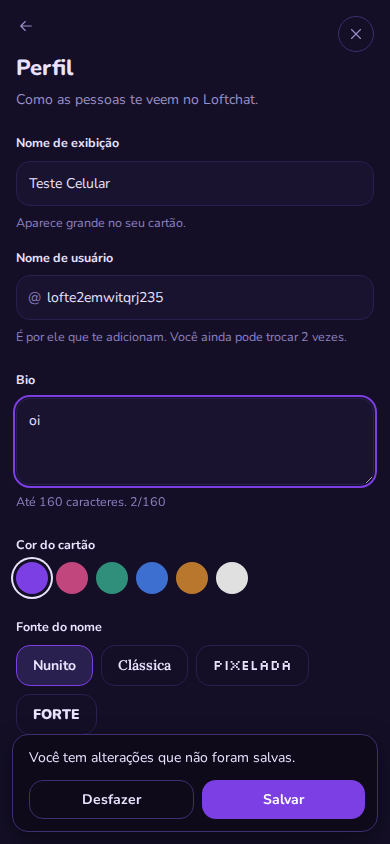 Perfil
Como as pessoas te veem no Loftchat.
Nome de exibição
Teste Celular
Aparece grande no seu cartão.
Nome de usuário
@ lofte2emwitqrj235
É por ele que te adicionam. Você ainda pode trocar 2 vezes.
Bio
oi
Até 160 caracteres. 2/160
Cor do cartão
Fonte do nome
Nunito
Clássica
PIXELADA
FORTE
Você tem alterações que não foram salvas.
Desfazer
Salvar